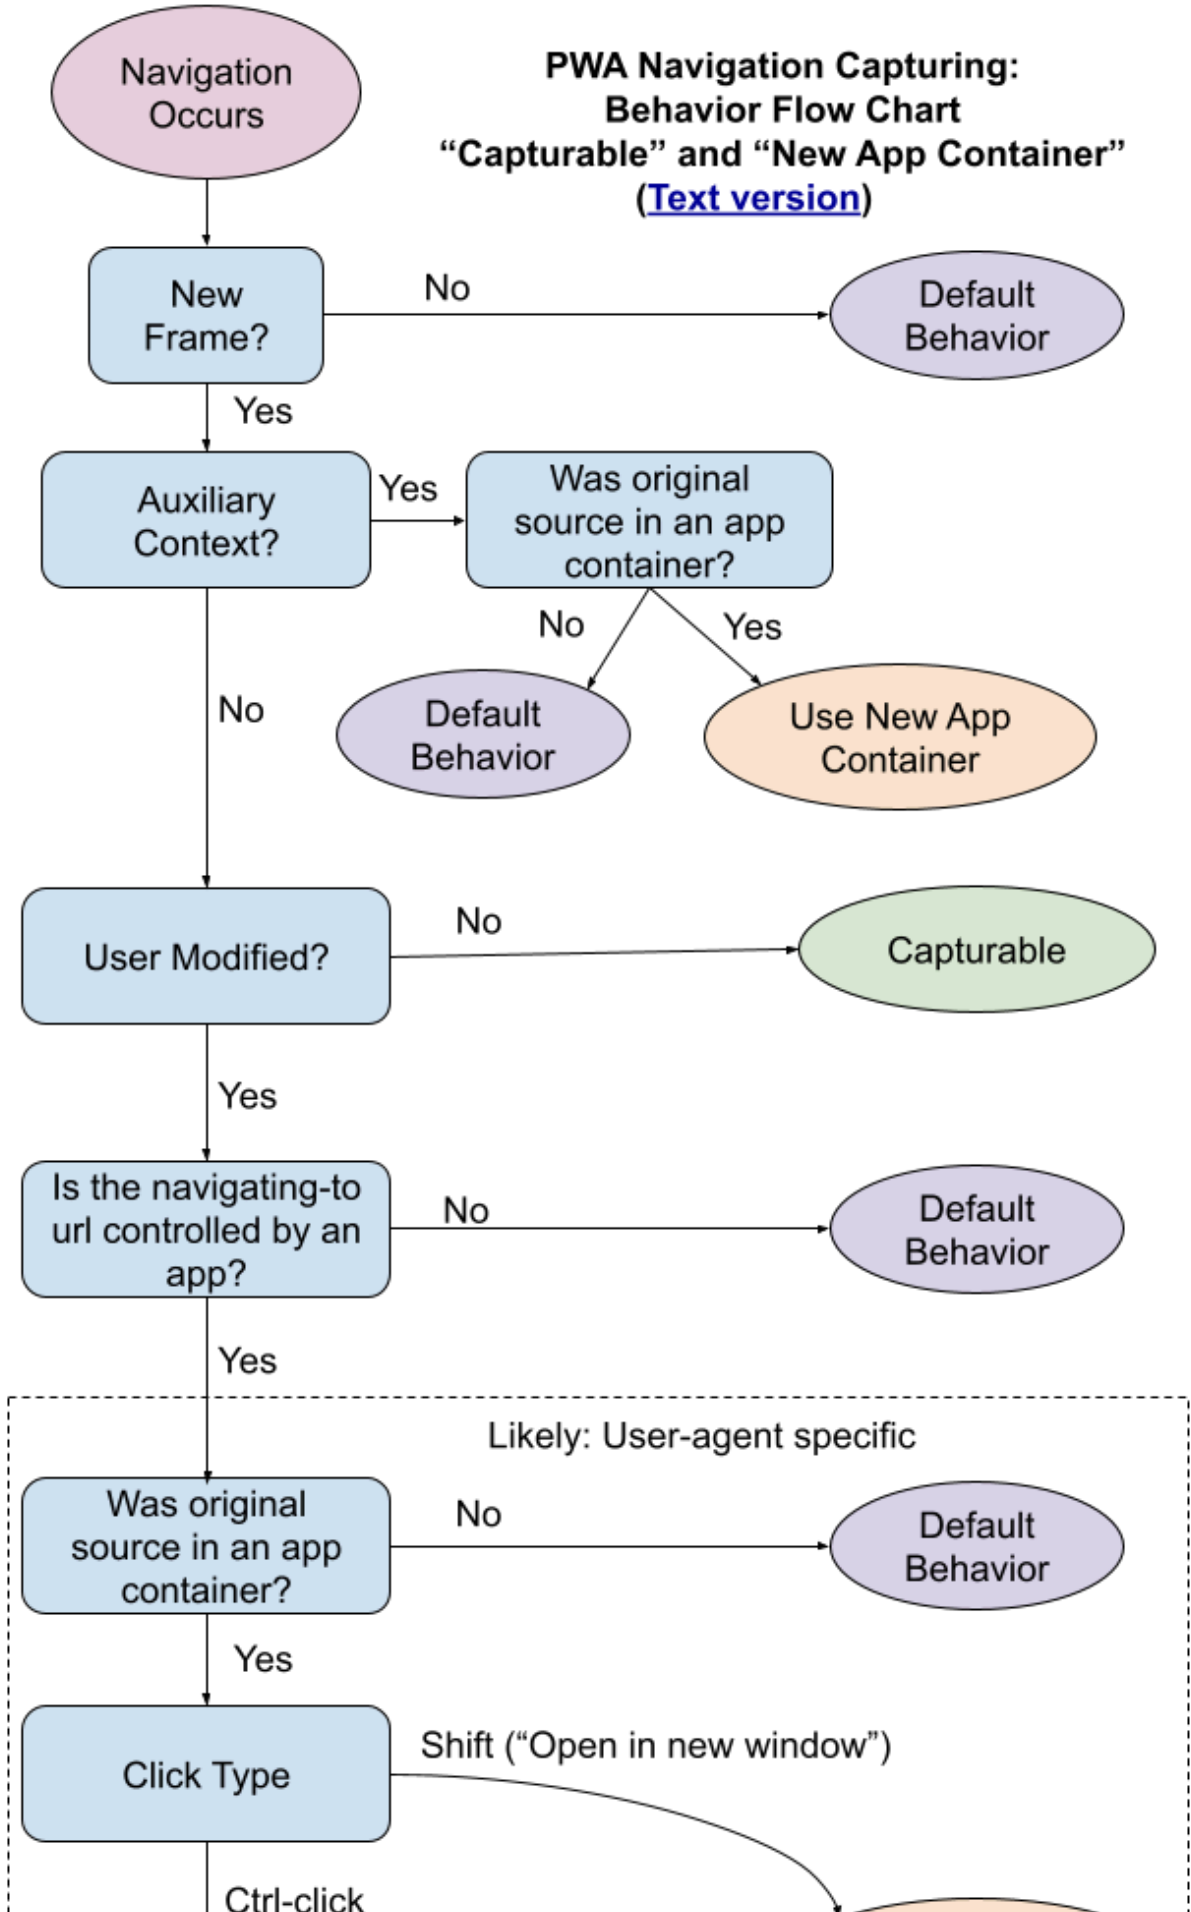 Navigation
Occurs
PWA Navigation Capturing:
Behavior Flow Chart
“Capturable” and “New App Container”
(Text version)
New
Frame?
No
Default
Behavior
Yes
Auxiliary
Context?
Yes
Was original
source in an app
container?
No
Yes
No
Default
Behavior
Use New App
Container
User Modified?
No
Capturable
Yes
Is the navigating-to
url controlled by an
app?
No
Default
Behavior
Yes
Likely: User-agent specific
Was original
source in an app
container?
No
Default
Behavior
Yes
Click Type
Shift (“Open in new window”)
Ctrl-click